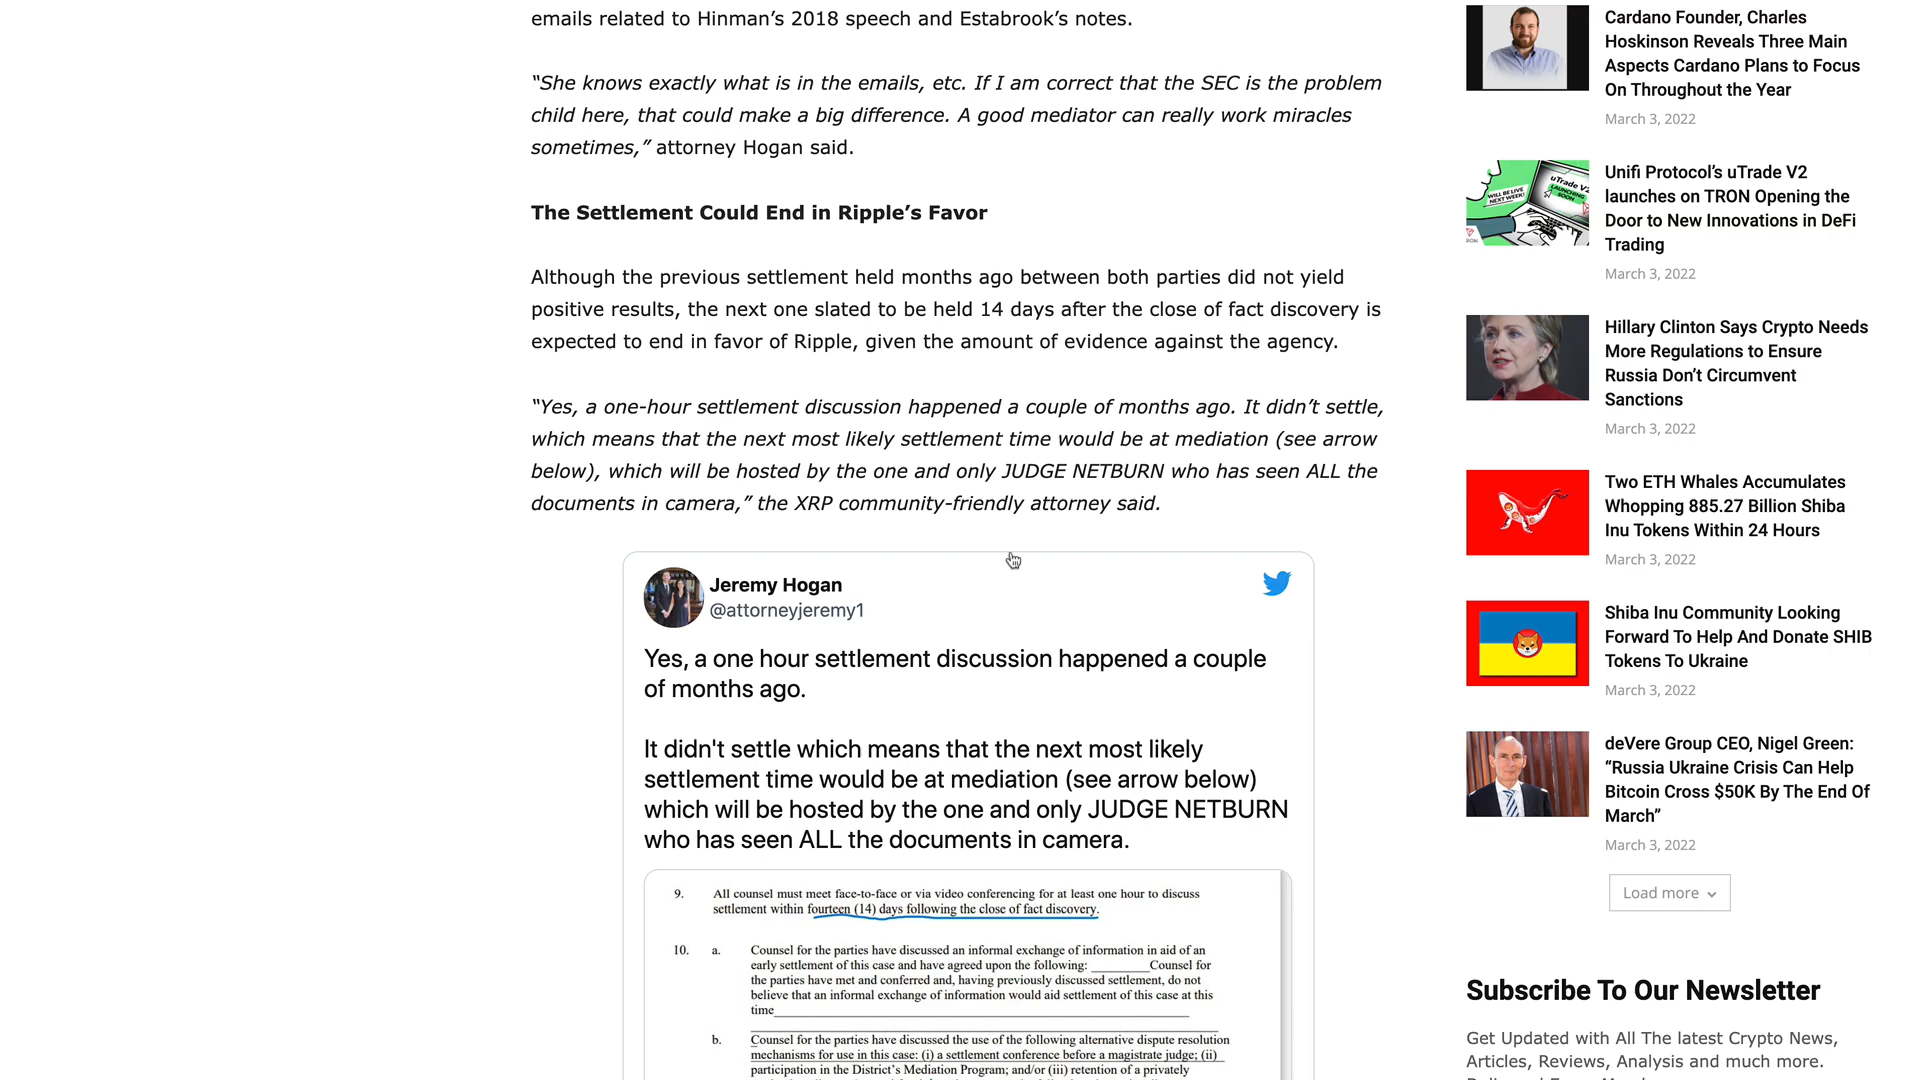 emails related to Hinman’s 2018 speech and Estabrook’s notes.
“She knows exactly what is in the emails, etc. If I am correct that the SEC is the problem
child here, that could make a big difference. A good mediator can really work miracles
sometimes,” attorney Hogan said.
The Settlement Could End in Ripple’s Favor
Although the previous settlement held months ago between both parties did not yield
positive results, the next one slated to be held 14 days after the close of fact discovery is
expected to end in favor of Ripple, given the amount of evidence against the agency.
“Yes, a one-hour settlement discussion happened a couple of months ago. It didn’t settle,
which means that the next most likely settlement time would be at mediation (see arrow
below), which will be hosted by the one and only JUDGE NETBURN who has seen ALL the
documents in camera,” the XRP community-friendly attorney said.
Jeremy Hogan
@attorneyjeremy1
Yes, a one hour settlement discussion happened a couple
of months ago.
It didn't settle which means that the next most likely
settlement time would be at mediation (see arrow below)
which will be hosted by the one and only JUDGE NETBURN
who has seen ALL the documents in camera.
9. All counsel must meet face-to-face or via video conferencing for at least one hour to discuss
settlement within fourteen (14) days following the close of fact discovery.
10. a. Counsel for the parties have discussed an informal exchange of information in aid of an
early settlement of this case and have agreed upon the following: ________Counsel for
the parties have met and conferred and, having previously discussed settlement, do not
believe that an informal exchange of information would aid settlement of this case at this
time
b. Counsel for the parties have discussed the use of the following alternative dispute resolution
mechanisms for use in this case: (i) a settlement conference before a magistrate judge; (ii)
participation in the District’s Mediation Program; and/or (iii) retention of a privately
Cardano Founder, Charles
Hoskinson Reveals Three Main
Aspects Cardano Plans to Focus
On Throughout the Year
March 3, 2022
WILL BE LIVE
NEXT WEEK!
uTrade V2
LAUNCHING
SOON
Unifi Protocol’s uTrade V2
launches on TRON Opening the
Door to New Innovations in DeFi
Trading
March 3, 2022
Hillary Clinton Says Crypto Needs
More Regulations to Ensure
Russia Don’t Circumvent
Sanctions
March 3, 2022
Two ETH Whales Accumulates
Whopping 885.27 Billion Shiba
Inu Tokens Within 24 Hours
March 3, 2022
Shiba Inu Community Looking
Forward To Help And Donate SHIB
Tokens To Ukraine
March 3, 2022
deVere Group CEO, Nigel Green:
“Russia Ukraine Crisis Can Help
Bitcoin Cross $50K By The End Of
March”
March 3, 2022
Load more
Subscribe To Our Newsletter
Get Updated with All The latest Crypto News,
Articles, Reviews, Analysis and much more.